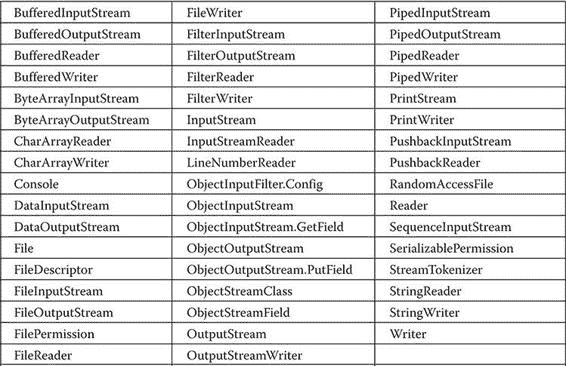 BufferedInputStream FileWriter PipedInputStream
BufferedOutputStream FilterInputStream PipedOutputStream
BufferedReader FilterOutputStream PipedReader
BufferedWriter FilterReader PipedWriter
ByteArrayInputStream FilterWriter PrintStream
ByteArrayOutputStream InputStream PrintWriter
CharArrayReader InputStreamReader PushbackInputStream
CharArrayWriter LineNumberReader PushbackReader
Console ObjectInputFilter.Config RandomAccessFile
DataInputStream ObjectInputStream Reader
DataOutputStream ObjectInputStream.GetField SequenceInputStream
File ObjectOutputStream SerializablePermission
FileDescriptor ObjectOutputStream.PutField StreamTokenizer
FileInputStream ObjectStreamClass StringReader
FileOutputStream ObjectStreamField StringWriter
FilePermission OutputStream Writer
FileReader OutputStreamWriter